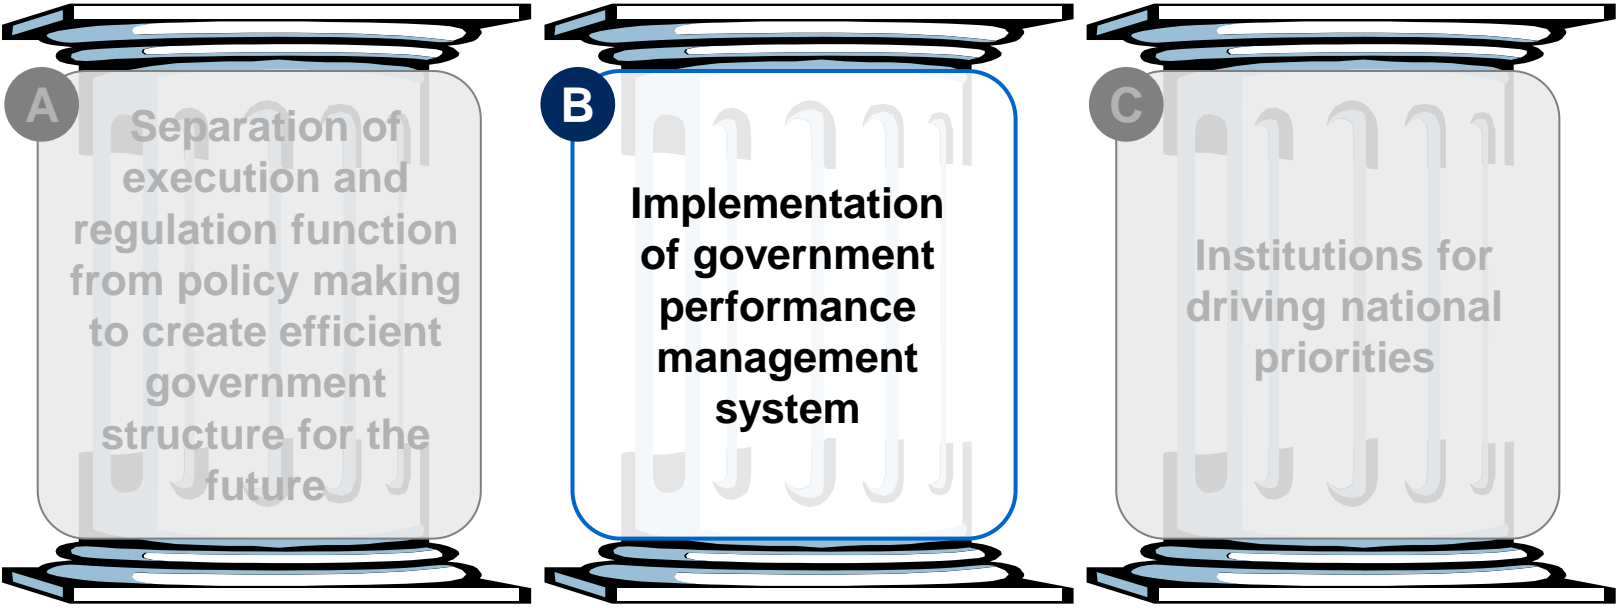 A
Separation of
execution and
regulation function
from policy making
to create efficient
government
structure for the
future
B
Implementation
of government
performance
management
system
C
Institutions for
driving national
priorities